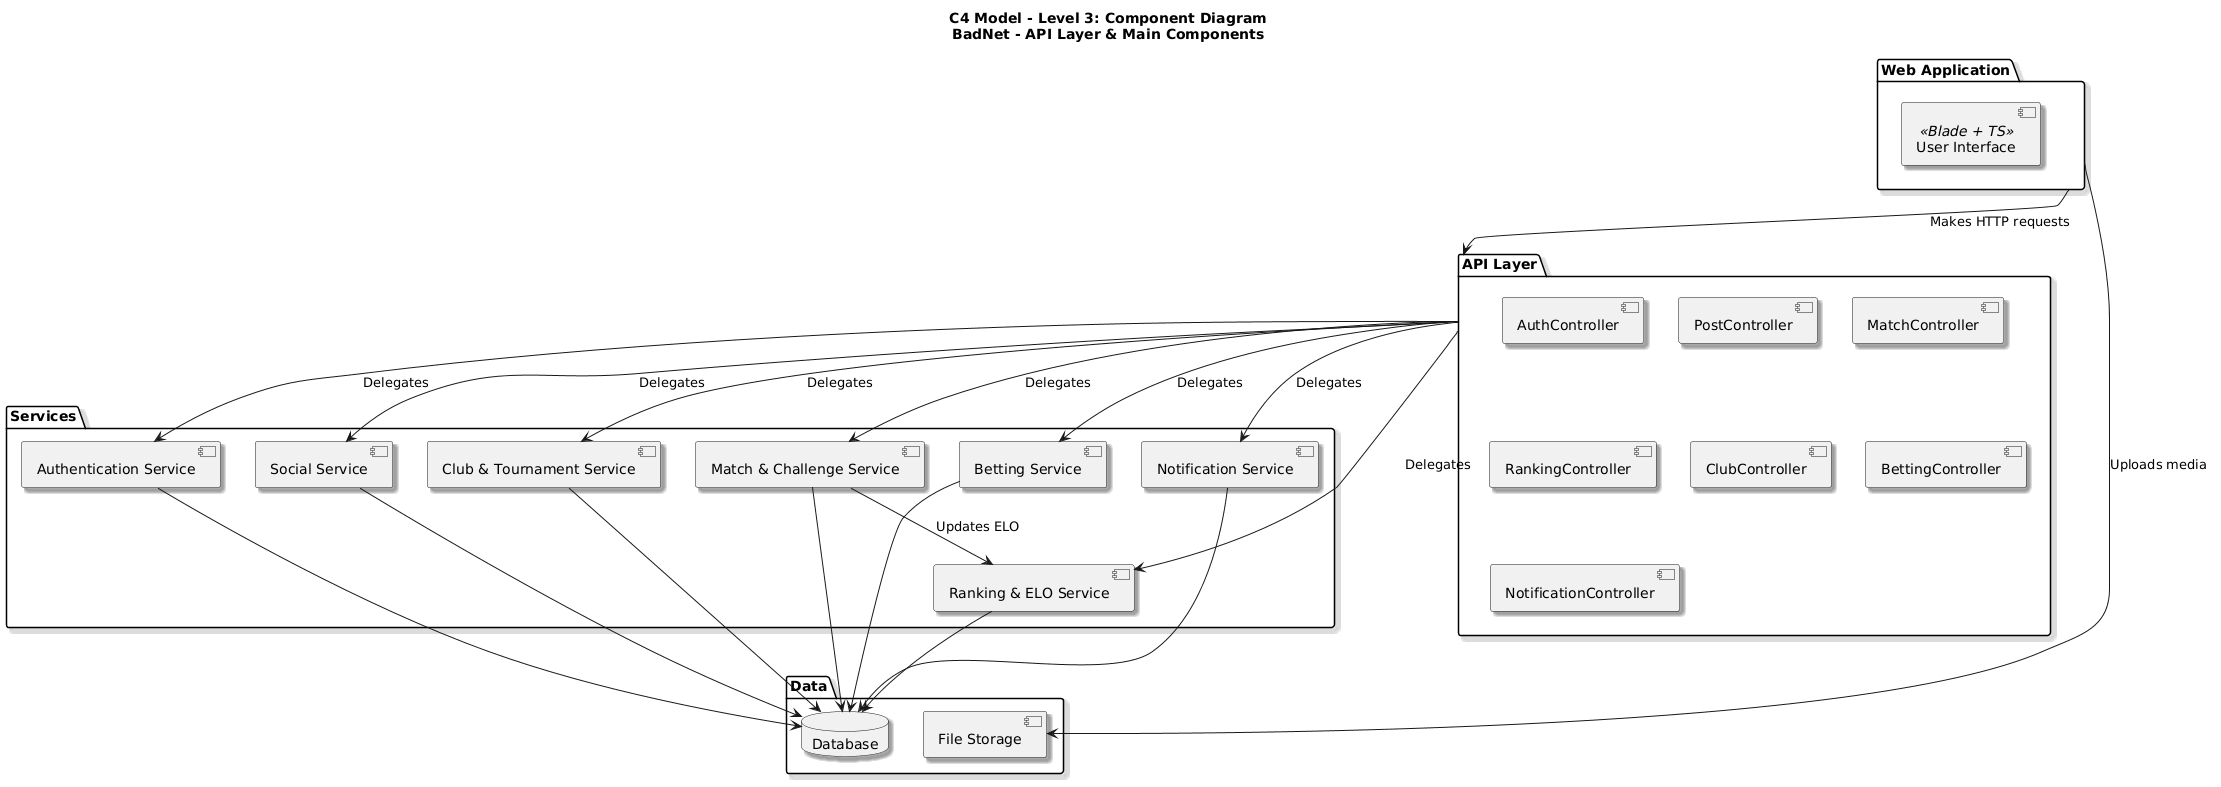 C4 Model - Level 3: Component Diagram
BadNet - API Layer & Main Components
Web Application
«Blade + TS»
User Interface
Makes HTTP requests
API Layer
AuthController
PostController
MatchController
Delegates
Delegates
Delegates
Delegates
Delegates
Delegates
Services
Authentication Service
Social Service
Club & Tournament Service
Match & Challenge Service
Betting Service
Notification Service
Delegates
RankingController
ClubController
BettingController
Uploads media
Updates ELO
Ranking & ELO Service
NotificationController
Data
Database
File Storage